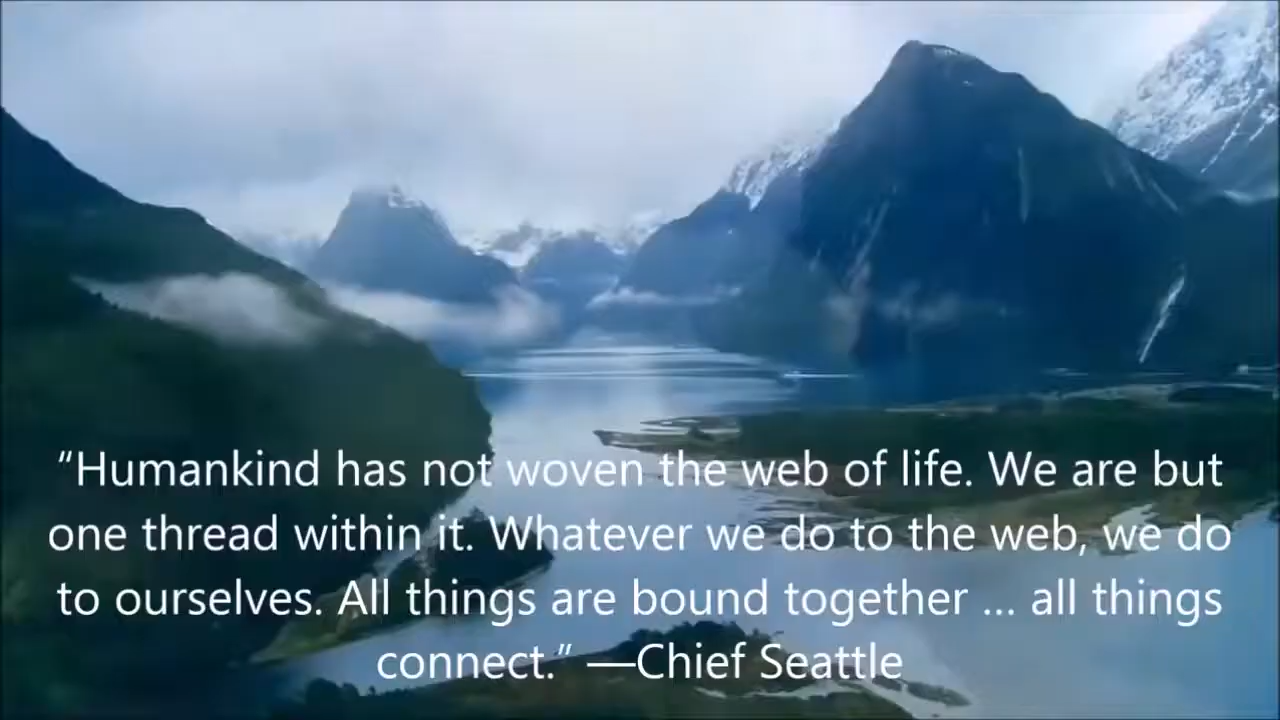 “Humankind has not woven the web of life. We are but
one thread within it. Whatever we do to the web, we do
to ourselves. All things are bound together ... all things
connect.” —Chief Seattle